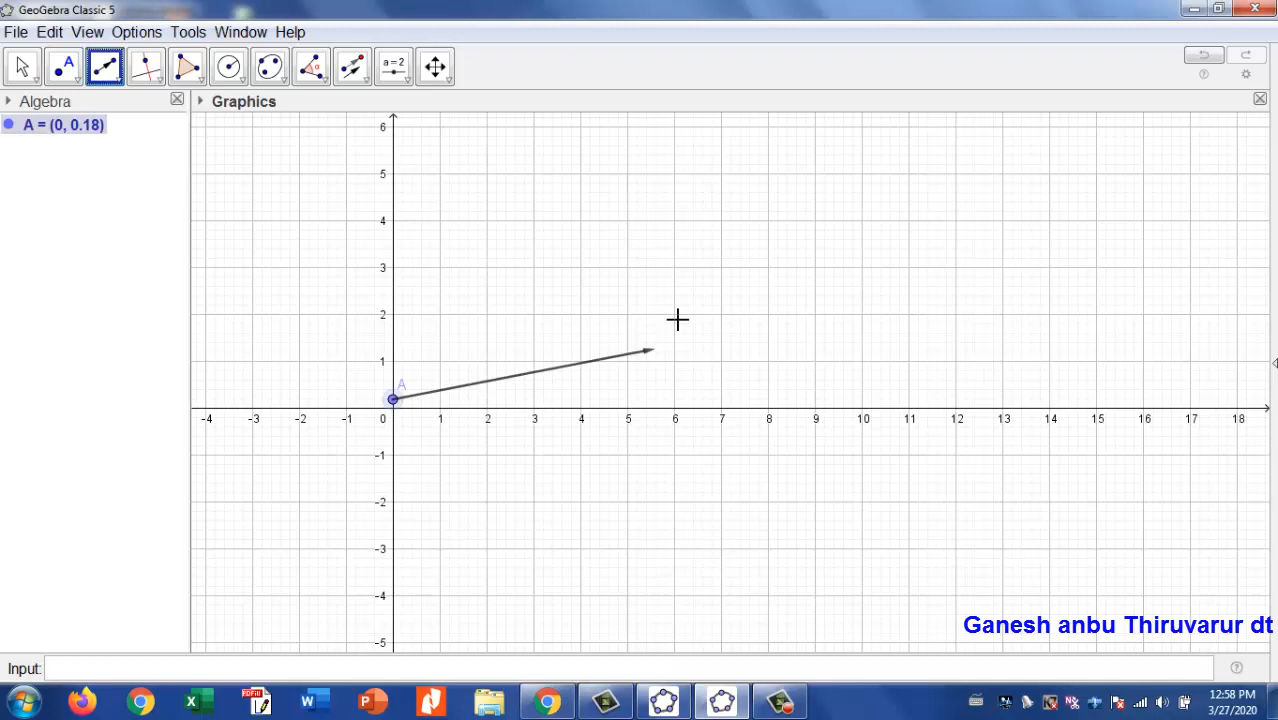 GeoGebra Classic 5
File Edit View Options Tools Window Help
A
a = 2
Algebra
Graphics
A = (0, 0.18)
6
5
4
3
2
1
A
-4 -3 -2 -1 0 1 2 3 4 5 6 7 8 9 10 11 12 13 14 15 16 17 18
-1
-2
-3
-4
-5
Ganesh anbu Thiruvarur dt
Input:
12:58 PM
3/27/2020